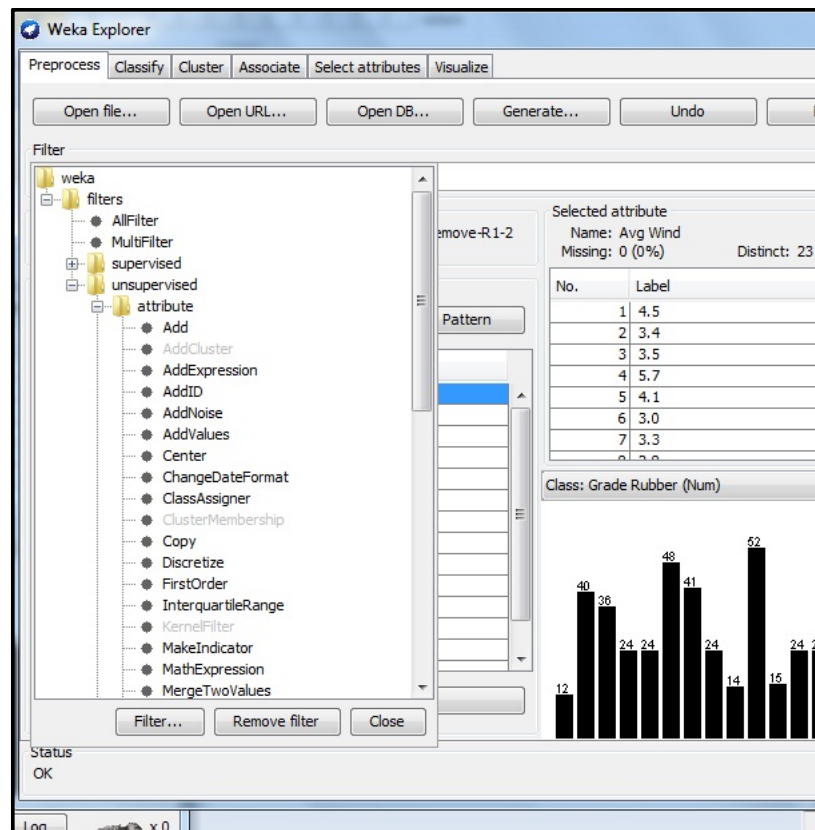 Weka Explorer
Preprocess Classify Cluster Associate Select attributes Visualize
Open file... Open URL... Open DB... Generate... Undo
Filter
weka
filters
AllFilter
MultiFilter
supervised
unsupervised
attribute
Add
AddCluster
AddExpression
AddID
AddNoise
AddValues
Center
ChangeDateFormat
ClassAssigner
ClusterMembership
Copy
Discretize
FirstOrder
InterquartileRange
KernelFilter
MakeIndicator
MathExpression
MergeTwoValues
Filter... Remove filter Close
emove-R1-2
Pattern
Selected attribute
Name: Avg Wind
Missing: 0 (0%) Distinct: 23
No. Label
1 4.5
2 3.4
3 3.5
4 5.7
5 4.1
6 3.0
7 3.3
Class: Grade Rubber (Num)
12 40 36 24 24 48 41 24 14 52 15 24
Status
OK
Log x 0